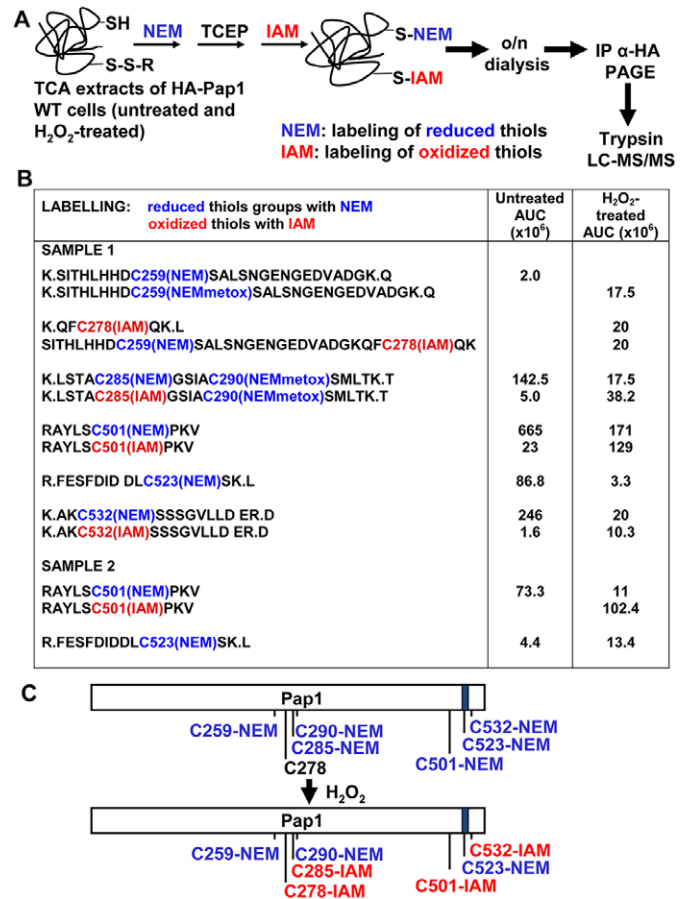 A
SH
S-S-R
NEM
TCEP
IAM
S-NEM
S-IAM
o/n
dialysis
IP α-HA
PAGE
Trypsin
LC-MS/MS
TCA extracts of HA-Pap1
WT cells (untreated and
H2O2-treated)
NEM: labeling of reduced thiols
IAM: labeling of oxidized thiols
B
LABELLING: reduced thiols groups with NEM
oxidized thiols with IAM
Untreated
AUC
(x10⁶)
H2O2-
treated
AUC (x10⁶)
SAMPLE 1
K.SITHLHHDC259(NEM)SALSNGENGEDVADGK.Q 2.0
K.SITHLHHDC259(NEMmetox)SALSNGENGEDVADGK.Q 17.5
K.QFC278(IAM)QK.L 20
SITHLHHDC259(NEM)SALSNGENGEDVADGKQFC278(IAM)QK 20
K.LSTAC285(NEM)GSIAC290(NEMmetox)SMLTK.T 142.5 17.5
K.LSTAC285(IAM)GSIAC290(NEMmetox)SMLTK.T 5.0 38.2
RAYLSC501(NEM)PKV 665 171
RAYLSC501(IAM)PKV 23 129
R.FESFDID DLC523(NEM)SK.L 86.8 3.3
K.AKC532(NEM)SSSGVLLD ER.D 246 20
K.AKC532(IAM)SSSGVLLD ER.D 1.6 10.3
SAMPLE 2
RAYLSC501(NEM)PKV 73.3 11
RAYLSC501(IAM)PKV 102.4
R.FESFDIDDLC523(NEM)SK.L 4.4 13.4
C
Pap1
C259-NEM
C290-NEM
C285-NEM
C278
C532-NEM
C523-NEM
C501-NEM
H2O2
Pap1
C259-NEM
C290-NEM
C285-IAM
C278-IAM
C532-IAM
C523-NEM
C501-IAM